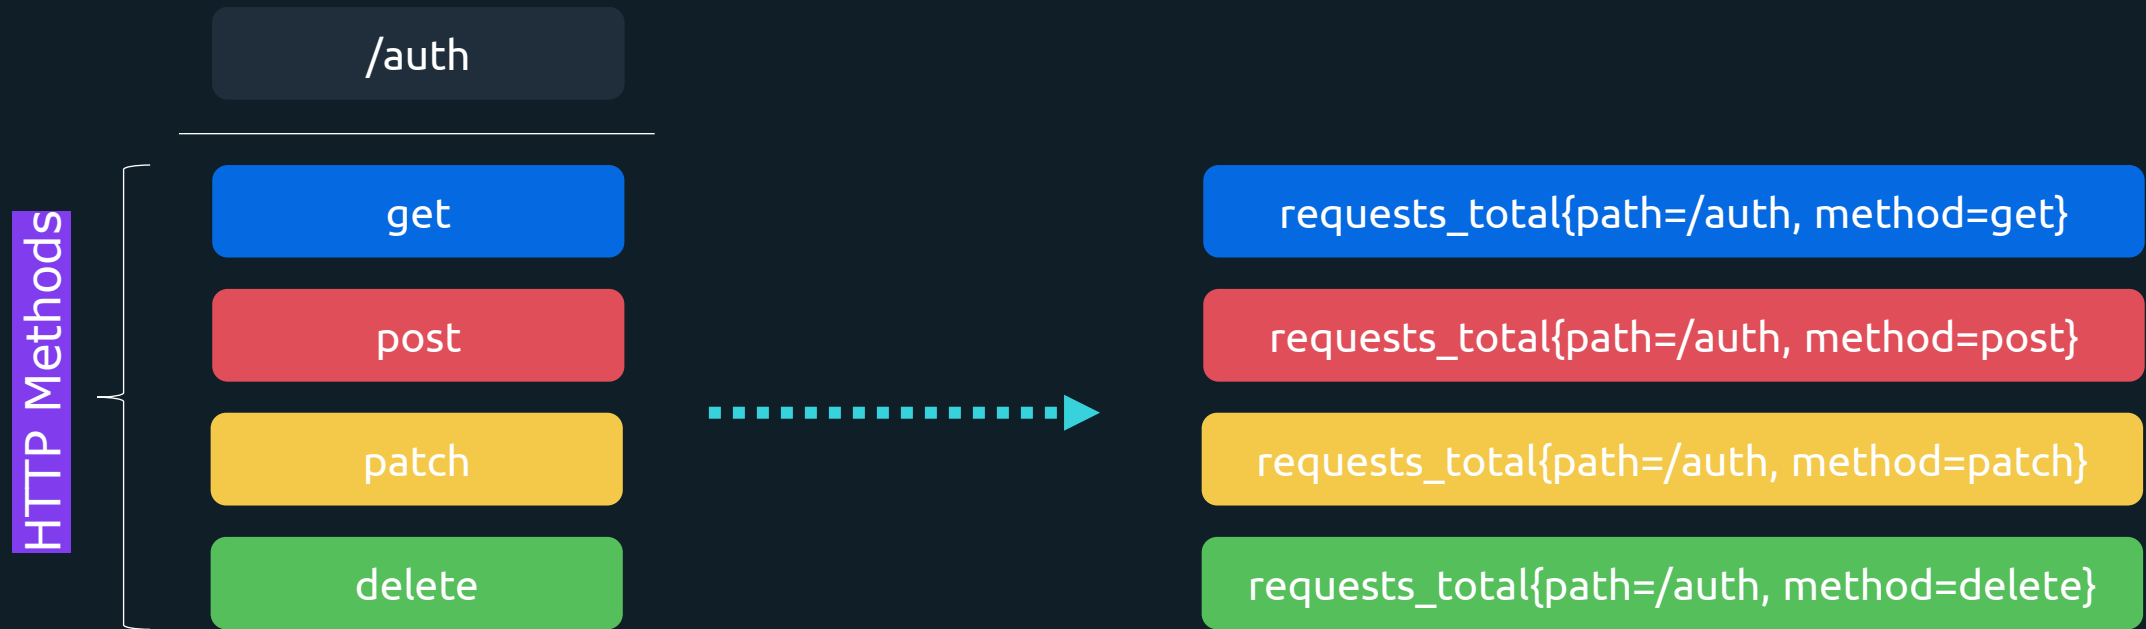 /auth
HTTP Methods
get
post
patch
delete
requests_total{path=/auth, method=get}
requests_total{path=/auth, method=post}
requests_total{path=/auth, method=patch}
requests_total{path=/auth, method=delete}